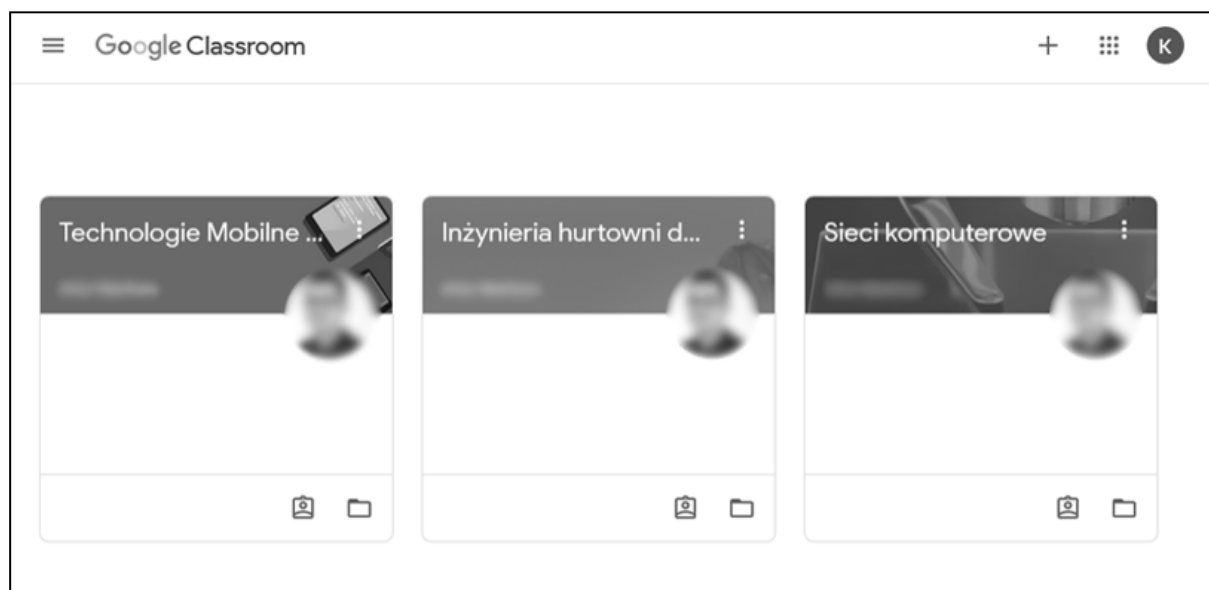 Google Classroom
K
Technologie Mobilne ...
Inżynieria hurtowni d...
Sieci komputerowe